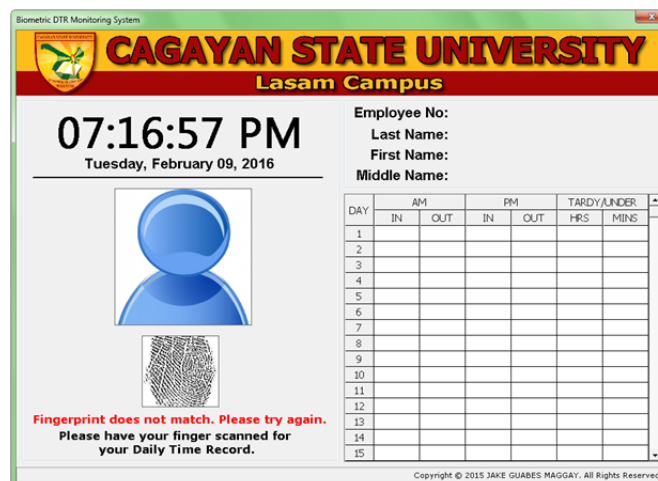 Biometric DTR Monitoring System
CAGAYAN STATE UNIVERSITY
Lasam Campus
07:16:57 PM
Tuesday, February 09, 2016
Fingerprint does not match. Please try again.
Please have your finger scanned for
your Daily Time Record.
Employee No:
Last Name:
First Name:
Middle Name:
DAY AM PM TARDY/UNDER
IN OUT IN OUT HRS MINS
1
2
3
4
5
6
7
8
9
10
11
12
13
14
15
Copyright © 2015 JAKE GUABES MAGGAY. All Rights Reserved